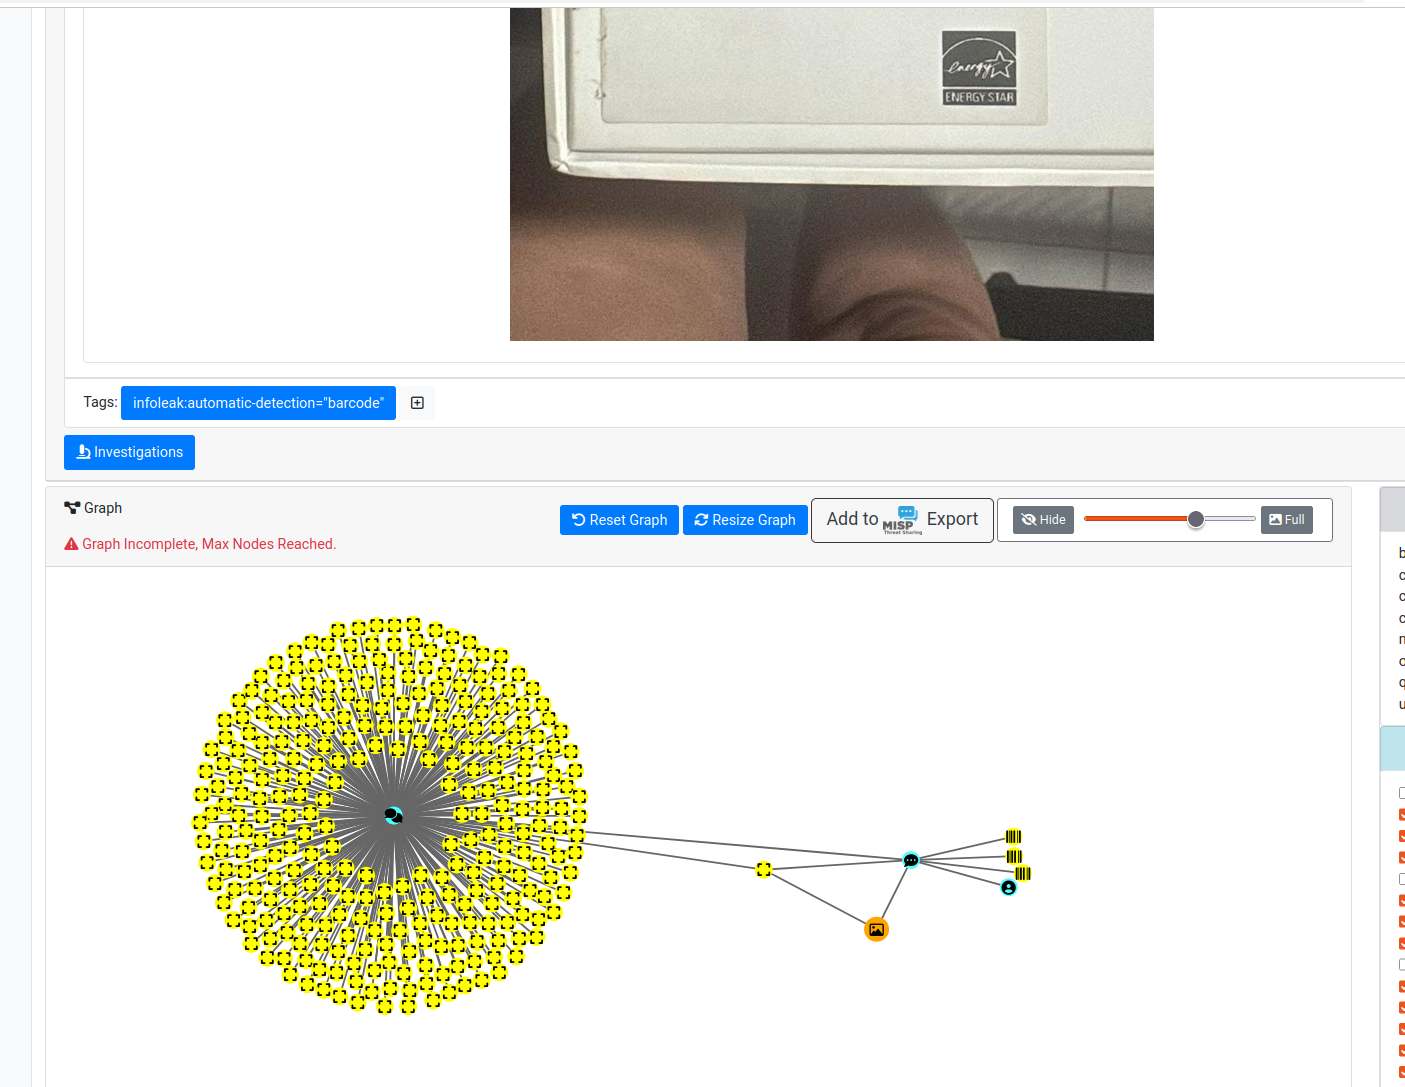 energy
ENERGY STAR
Tags: infoleak:automatic-detection="barcode"
Investigations
Graph
Reset Graph
Resize Graph
Add to MISP Threat Sharing Export
Hide
Full
Graph Incomplete, Max Nodes Reached.
b
c
c
c
n
o
q
u